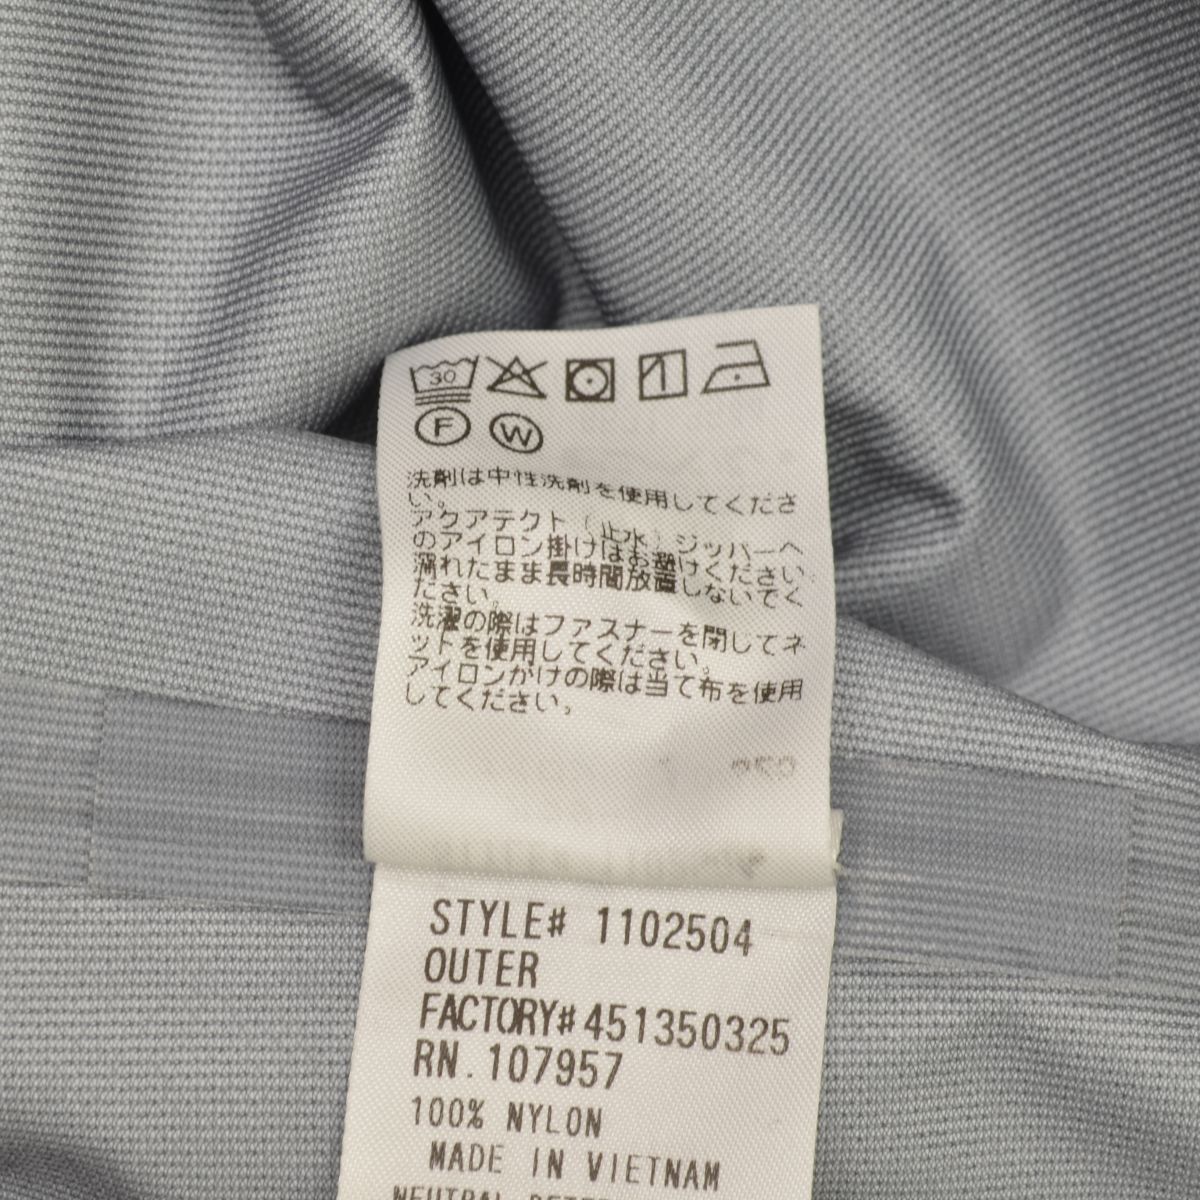 30
F W
洗剤は中性洗剤を使用してくださ
い。
アクアテクト（止水）ジッパーへ
のアイロン掛けはお避けください
濡れたまま長時間放置しないでく
ださい。
洗濯の際はファスナーを閉じてネ
ットを使用してください。
アイロンがけの際は当て布を使用
してください。
STYLE# 1102504
OUTER
FACTORY#451350325
RN.107957
100% NYLON
MADE IN VIETNAM
NEUTRAL